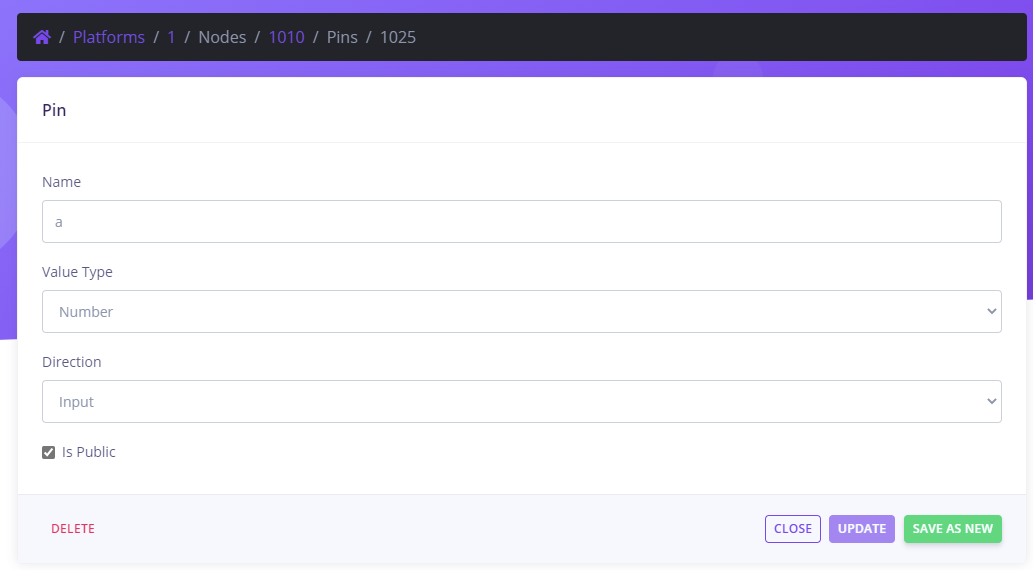 / Platforms / 1 / Nodes / 1010 / Pins / 1025
Pin
Name
a
Value Type
Number
Direction
Input
Is Public
DELETE CLOSE UPDATE SAVE AS NEW